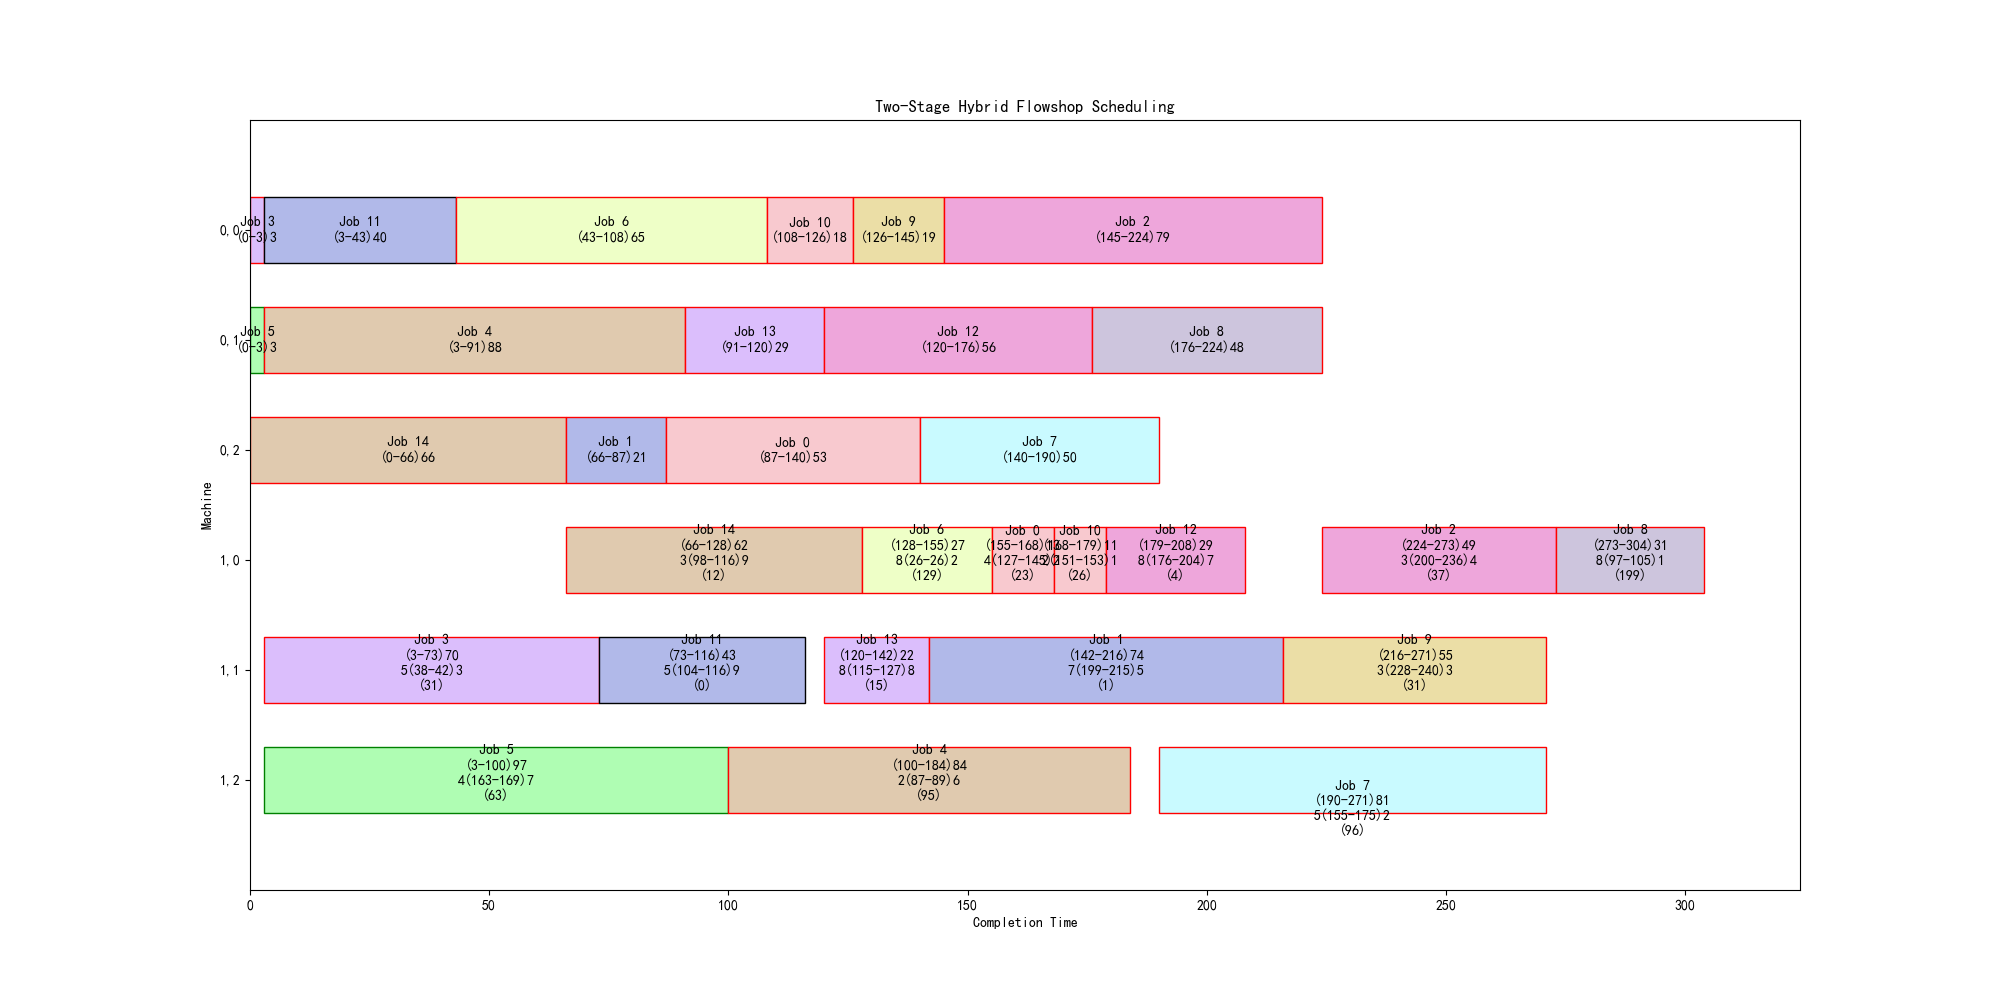 Two-Stage Hybrid Flowshop Scheduling
Machine
0,0
Job 3
(0-3)3
Job 11
(3-43)40
Job 6
(43-108)65
Job 10
(108-126)18
Job 9
(126-145)19
Job 2
(145-224)79
0,1
Job 5
(0-3)3
Job 4
(3-91)88
Job 13
(91-120)29
Job 12
(120-176)56
Job 8
(176-224)48
0,2
Job 14
(0-66)66
Job 1
(66-87)21
Job 0
(87-140)53
Job 7
(140-190)50
1,0
Job 14
(66-128)62
3(98-116)9
(12)
Job 6
(128-155)27
8(26-26)2
(129)
Job 0
(155-168)13
(23)
Job 10
(168-179)11
(26)
Job 12
(179-208)29
8(176-204)7
(4)
Job 2
(224-273)49
3(200-236)4
(37)
Job 8
(273-304)31
8(97-105)1
(199)
1,1
Job 3
(3-73)70
5(38-42)3
(31)
Job 11
(73-116)43
5(104-116)9
(0)
Job 13
(120-142)22
8(115-127)8
(15)
Job 1
(142-216)74
7(199-215)5
(1)
Job 9
(216-271)55
3(228-240)3
(31)
1,2
Job 5
(3-100)97
4(163-169)7
(63)
Job 4
(100-184)84
2(87-89)6
(95)
Job 7
(190-271)81
5(155-175)2
(96)
0
50
100
150
200
250
300
Completion Time